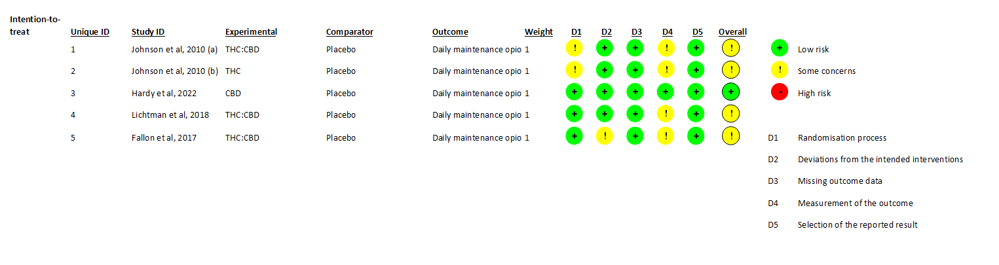 Intention-to-
treat
Unique ID Study ID Experimental Comparator Outcome Weight D1 D2 D3 D4 D5 Overall
1 Johnson et al, 2010 (a) THC:CBD Placebo Daily maintenance opio 1 ! + + ! + !
2 Johnson et al, 2010 (b) THC Placebo Daily maintenance opio 1 ! + + ! + !
3 Hardy et al, 2022 CBD Placebo Daily maintenance opio 1 + + + + + +
4 Lichtman et al, 2018 THC:CBD Placebo Daily maintenance opio 1 + + + ! + !
5 Fallon et al, 2017 THC:CBD Placebo Daily maintenance opio 1 + ! + ! + !
+ Low risk
! Some concerns
- High risk
D1 Randomisation process
D2 Deviations from the intended interventions
D3 Missing outcome data
D4 Measurement of the outcome
D5 Selection of the reported result